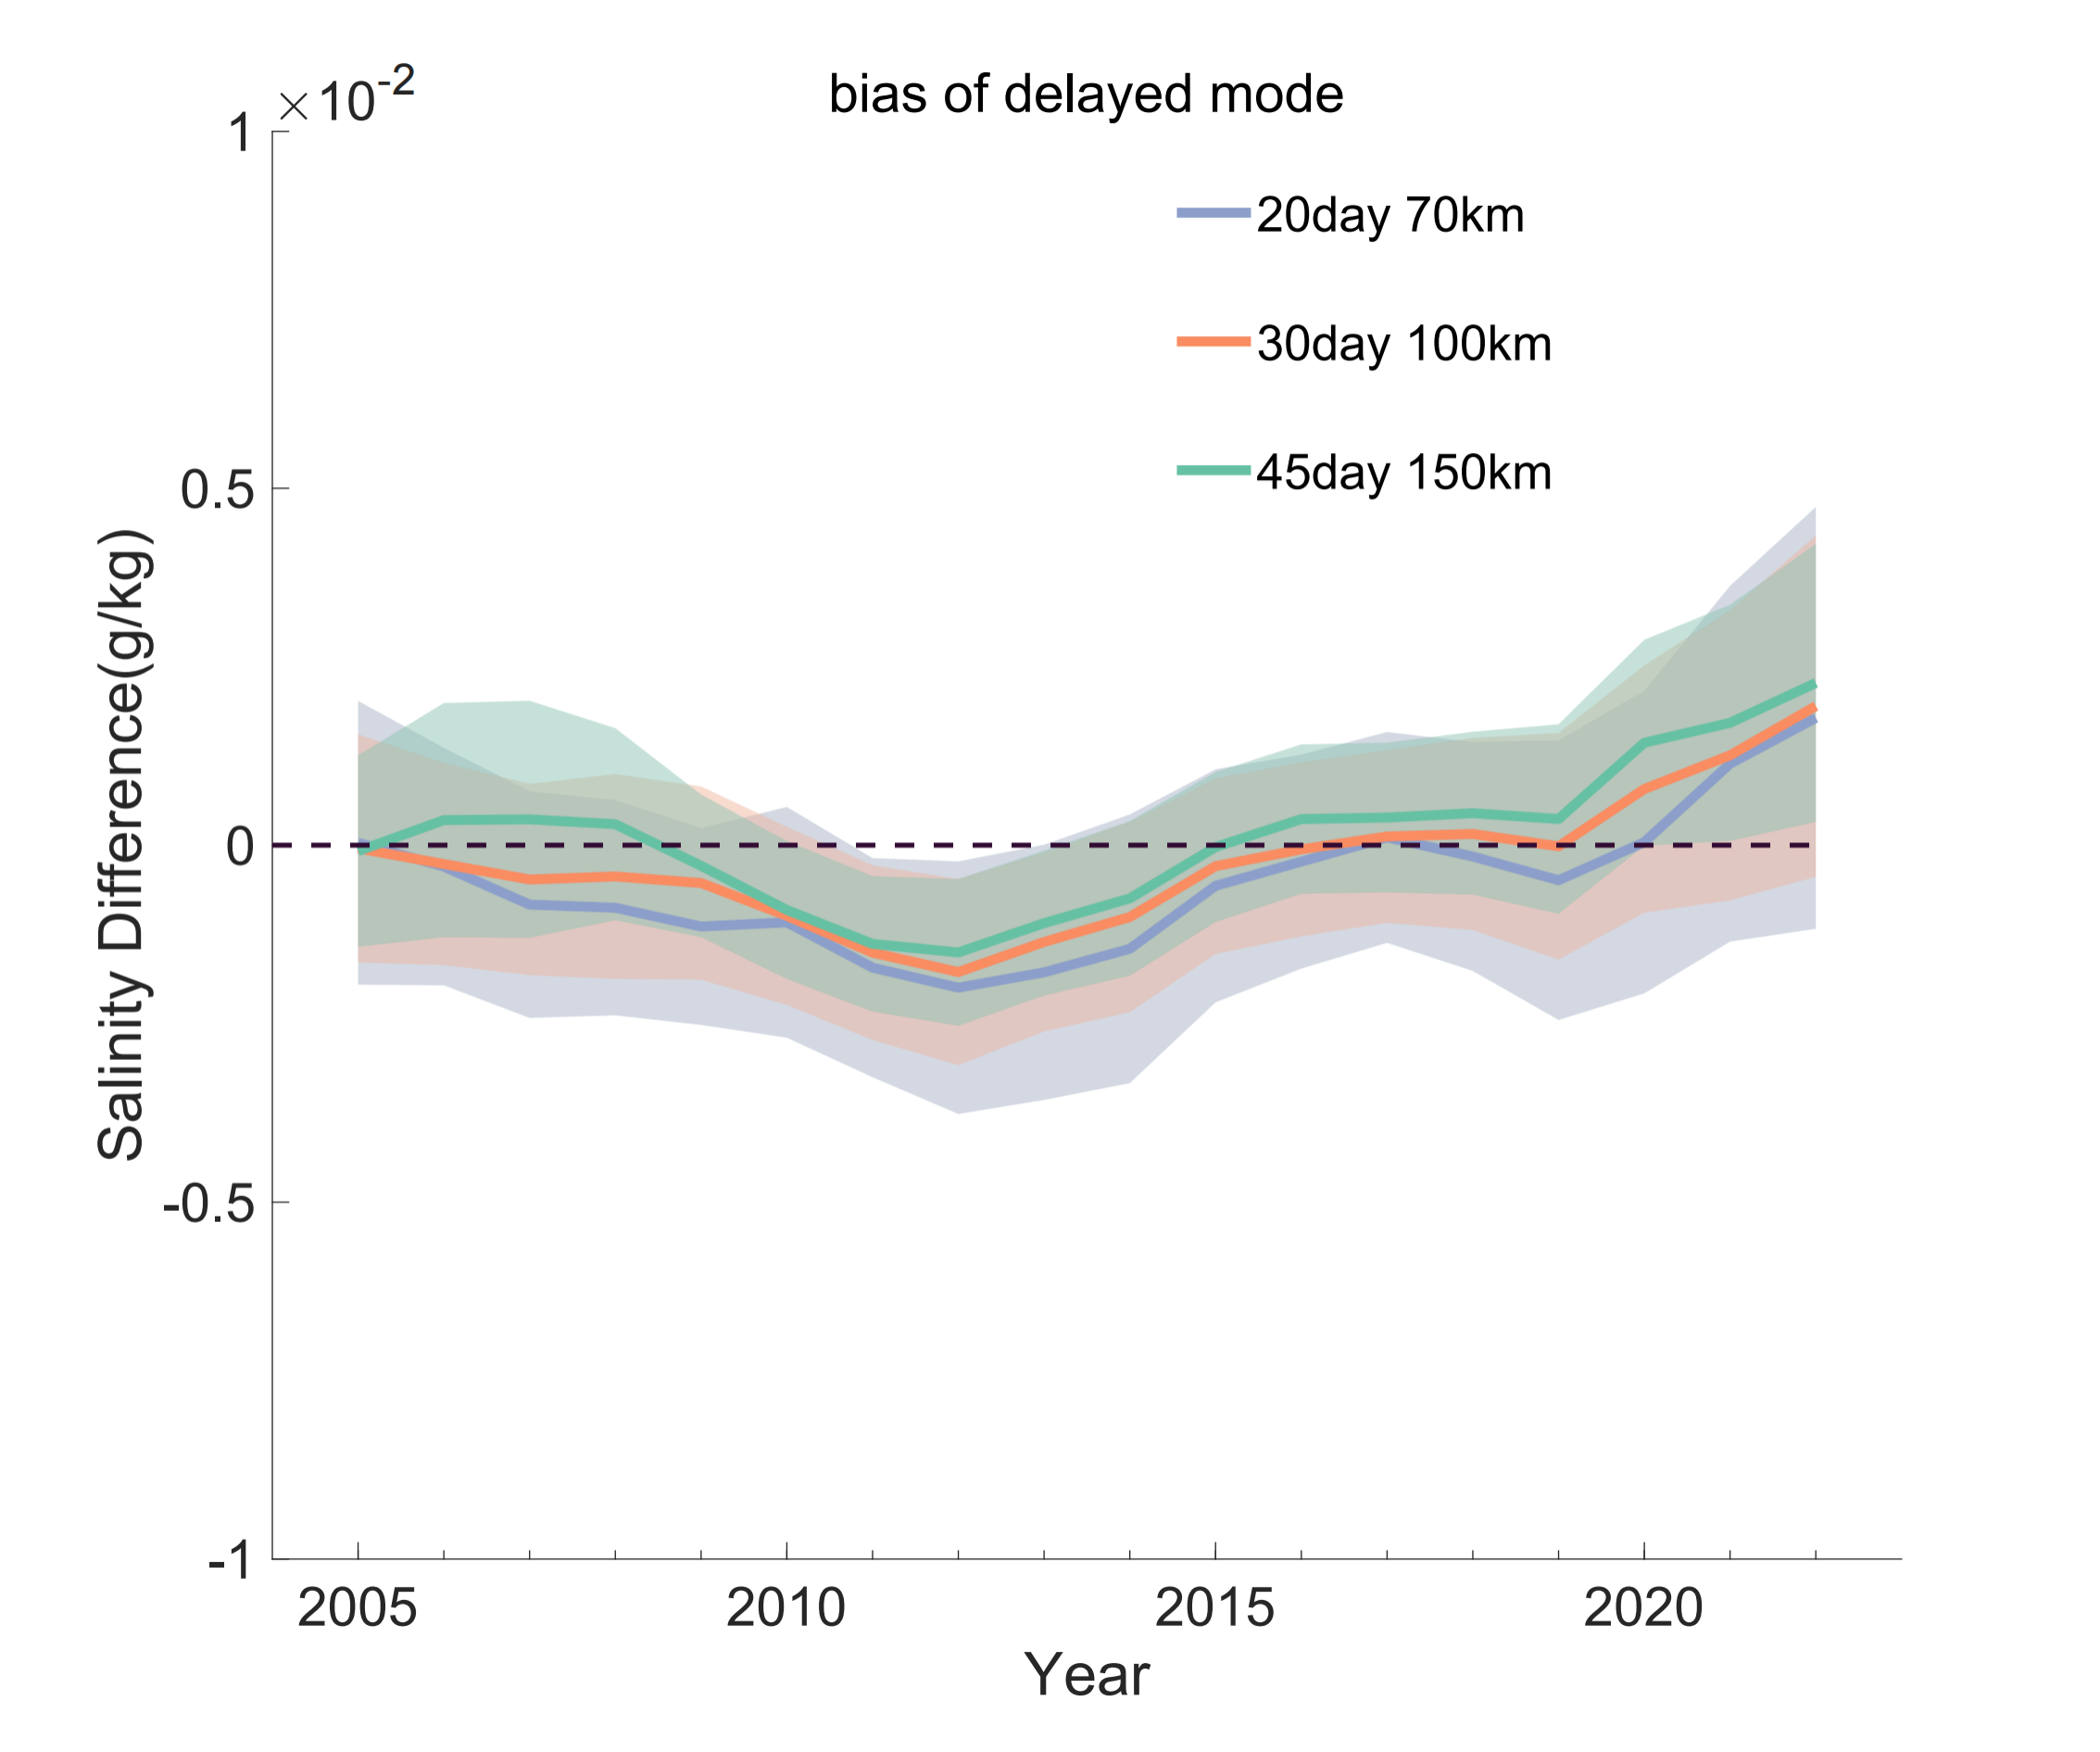 ×10-2
bias of delayed mode
1
20day 70km
30day 100km
45day 150km
0.5
0
-0.5
-1
Salinity Difference(g/kg)
2005 2010 2015 2020
Year